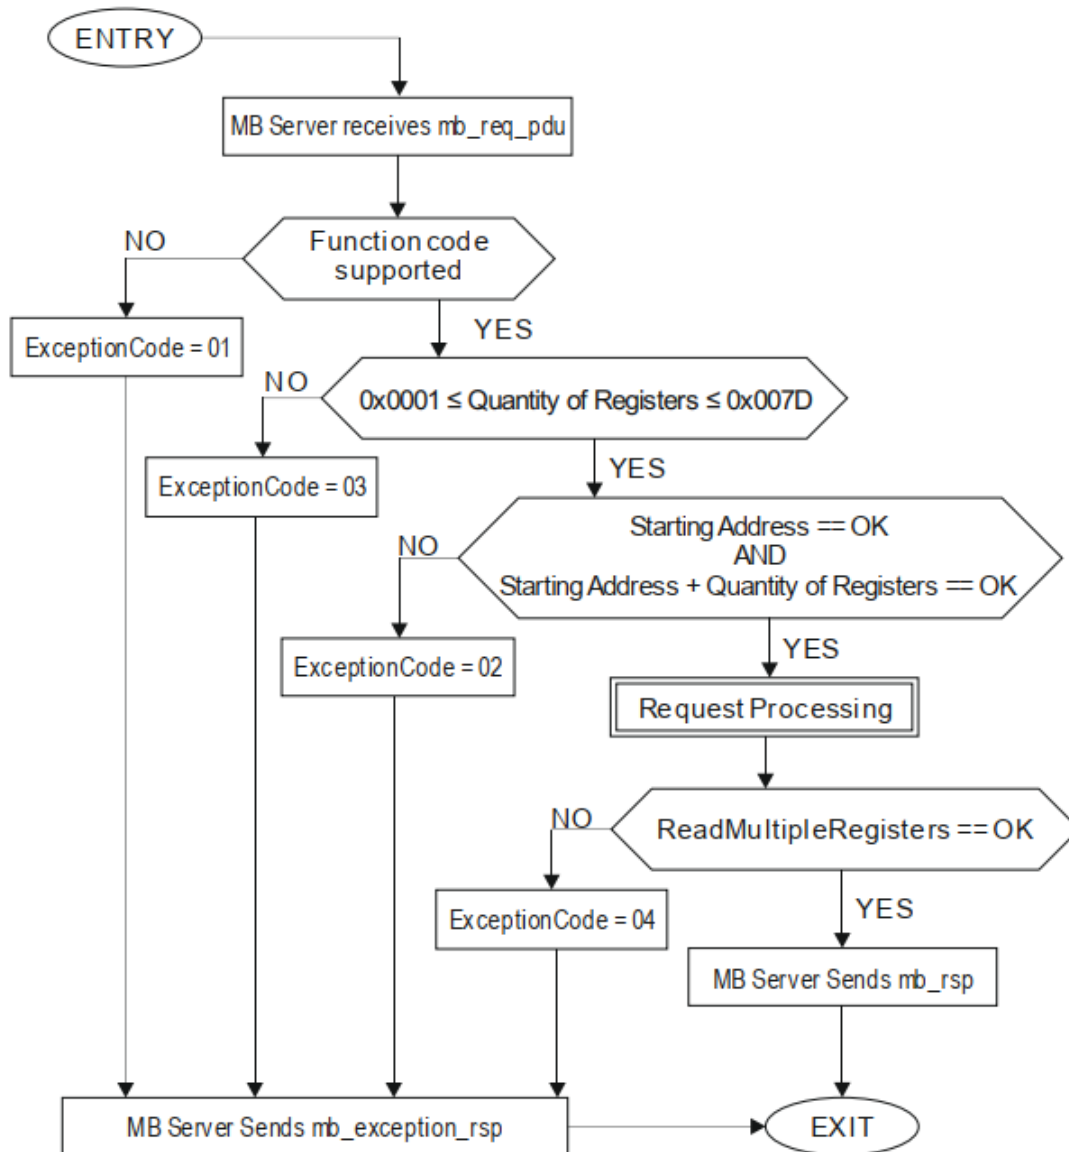 ENTRY
MB Server receives mb_req_pdu
NO
Function code
supported
YES
ExceptionCode = 01
NO
0x0001 ≤ Quantity of Registers ≤ 0x007D
YES
ExceptionCode = 03
NO
Starting Address == OK
AND
Starting Address + Quantity of Registers == OK
YES
ExceptionCode = 02
Request Processing
NO
ReadMultipleRegisters == OK
YES
ExceptionCode = 04
MB Server Sends mb_rsp
MB Server Sends mb_exception_rsp
EXIT